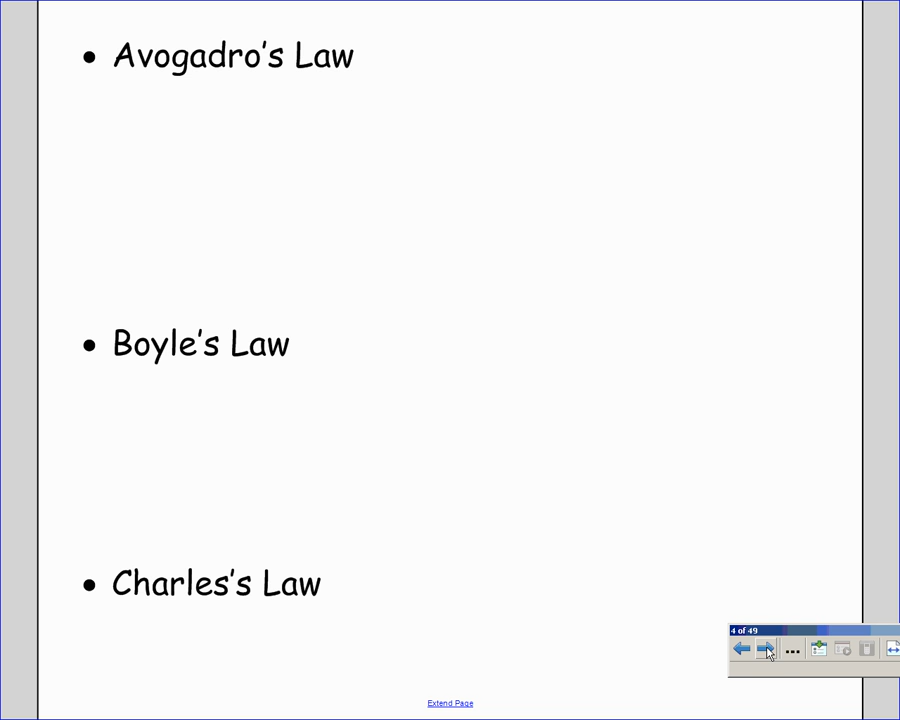 • Avogadro's Law
• Boyle's Law
• Charles's Law
4 of 49
...
Extend Page